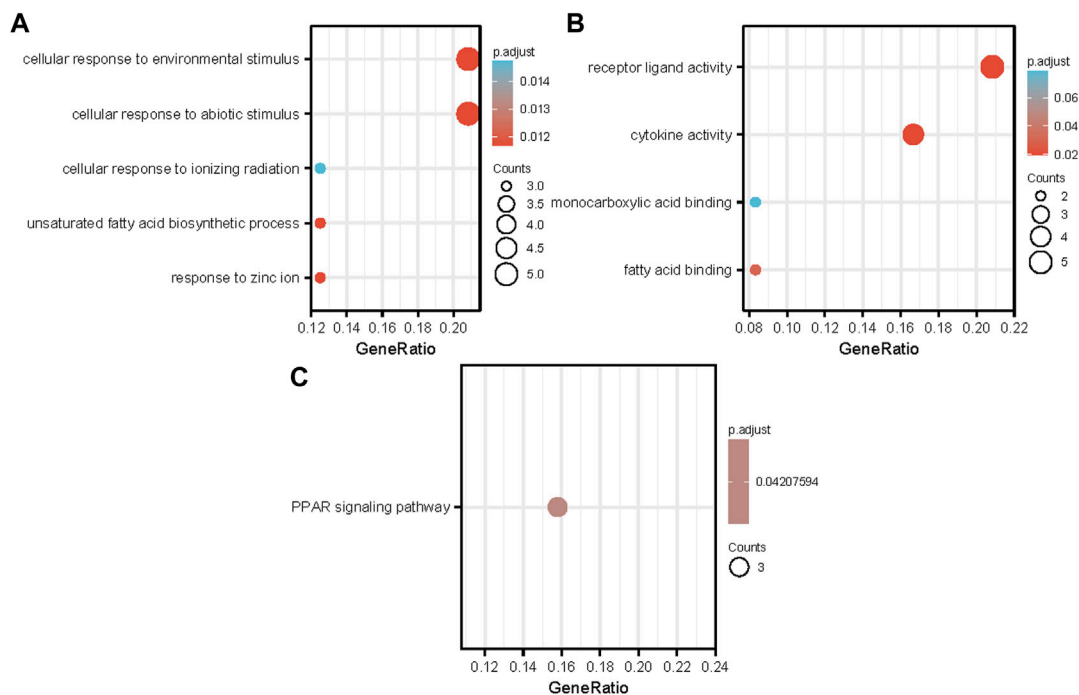 A
cellular response to environmental stimulus
cellular response to abiotic stimulus
cellular response to ionizing radiation
unsaturated fatty acid biosynthetic process
response to zinc ion
0.12 0.14 0.16 0.18 0.20
GeneRatio
p.adjust
0.014
0.013
0.012
Counts
3.0
3.5
4.0
4.5
5.0
B
receptor ligand activity
cytokine activity
monocarboxylic acid binding
fatty acid binding
0.08 0.10 0.12 0.14 0.16 0.18 0.20 0.22
GeneRatio
p.adjust
0.06
0.04
0.02
Counts
2
3
4
5
C
PPAR signaling pathway
0.12 0.14 0.16 0.18 0.20 0.22 0.24
GeneRatio
p.adjust
0.04207594
Counts
3